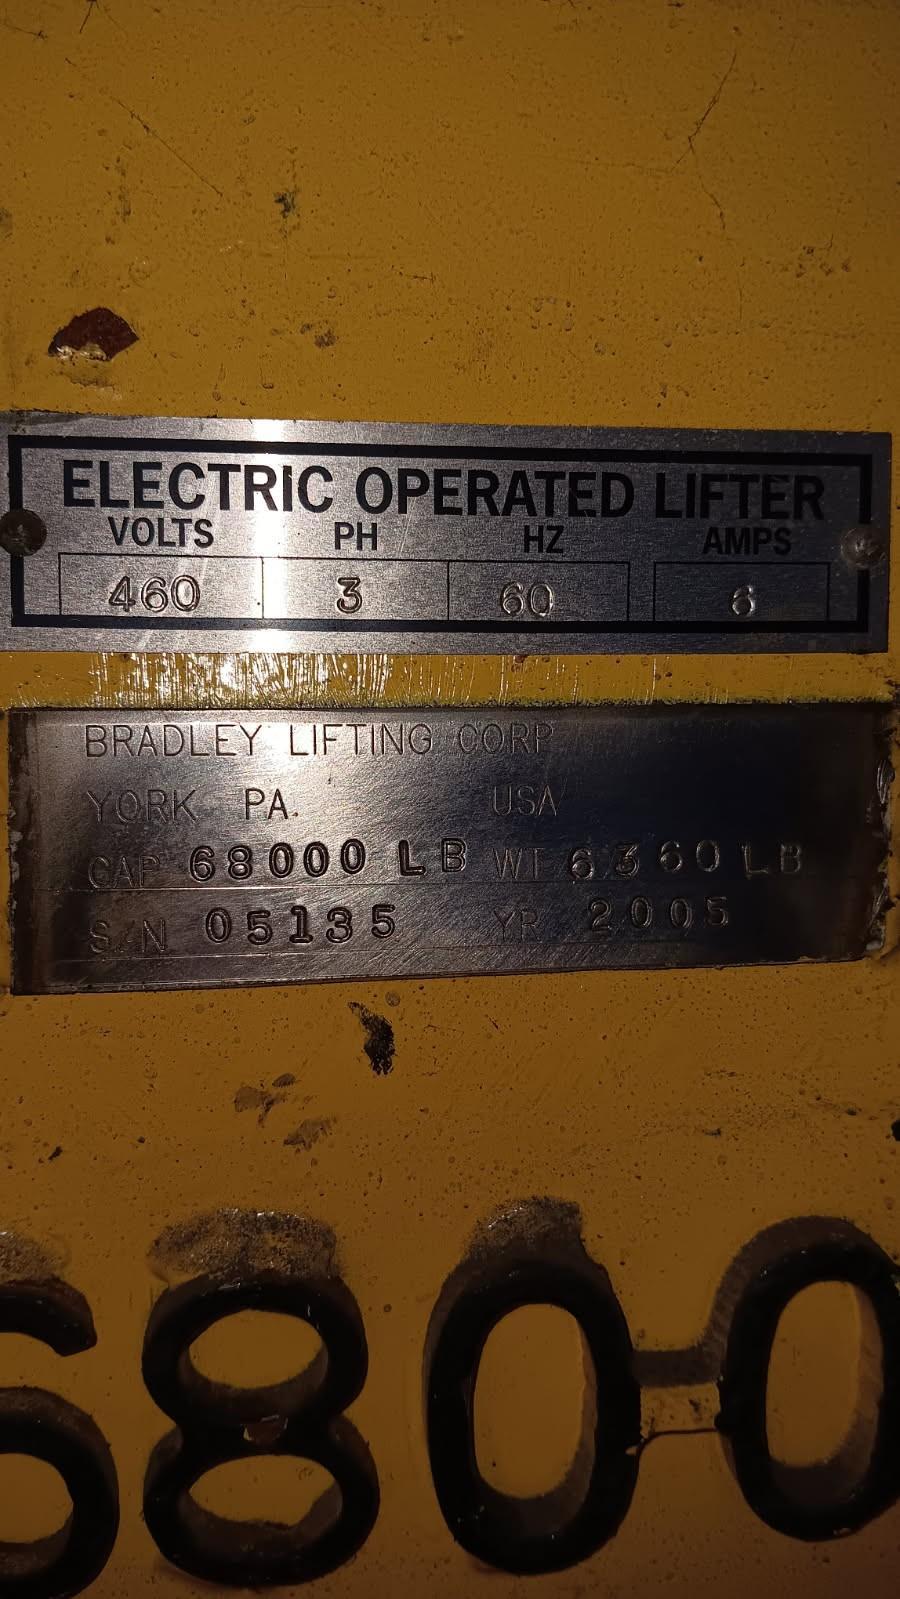 ELECTRIC OPERATED LIFTER
VOLTS PH HZ AMPS
460 3 60 6
BRADLEY LIFTING CORP
YORK PA. USA
CAP 68000 LB WT 6360 LB
S/N 05135 YR 2005
6800